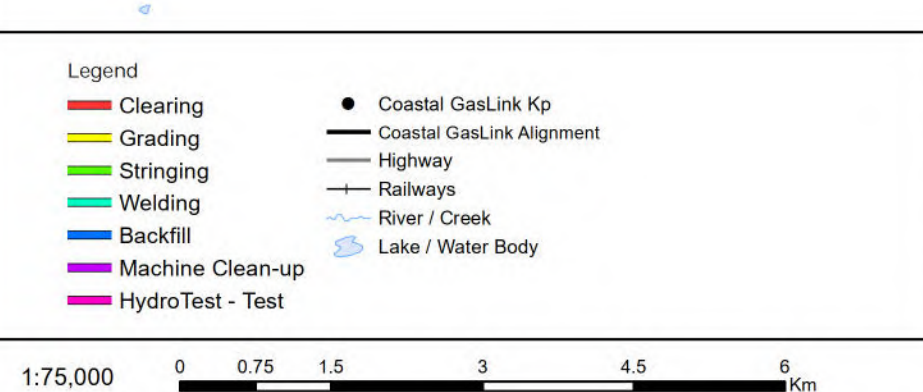 Legend
Clearing
Grading
Stringing
Welding
Backfill
Machine Clean-up
HydroTest - Test
Coastal GasLink Kp
Coastal GasLink Alignment
Highway
Railways
River / Creek
Lake / Water Body
1:75,000
0 0.75 1.5 3 4.5 6
Km